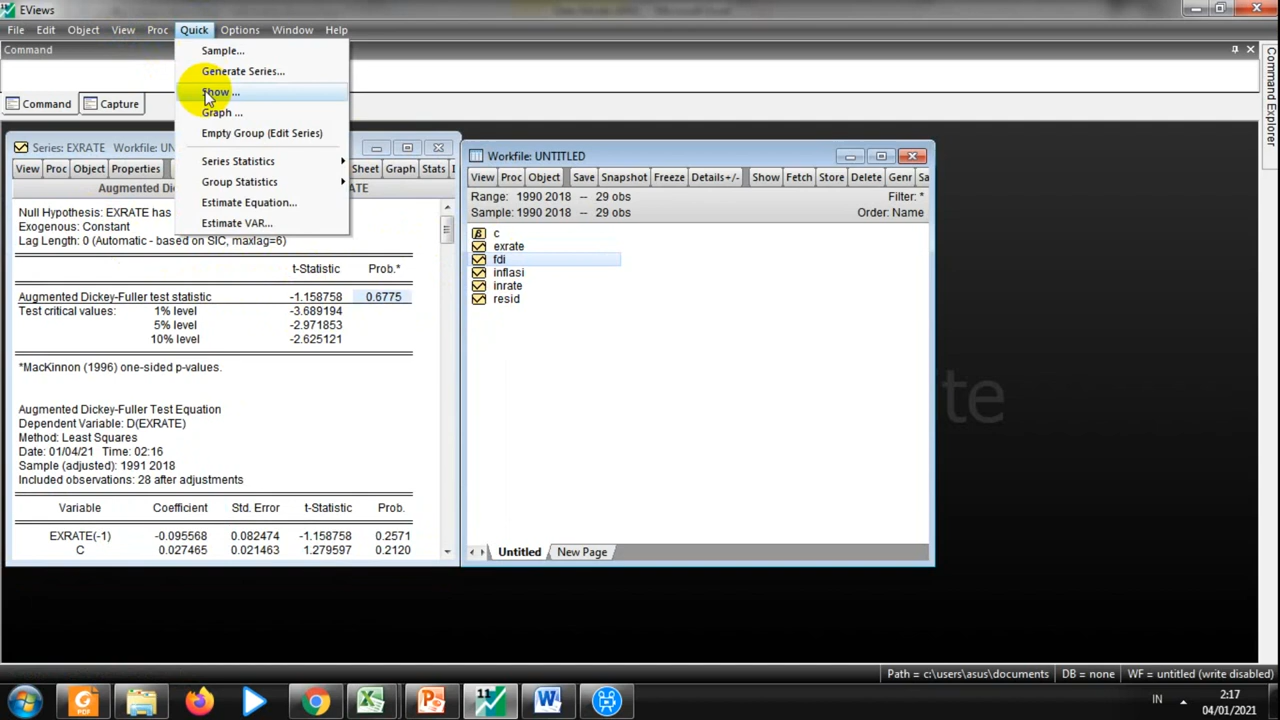 EViews
File Edit Object View Proc Quick Options Window Help
Command
Command Capture
Command Explorer
Sample...
Generate Series...
Show ...
Graph ...
Empty Group (Edit Series)
Series Statistics
Group Statistics
Estimate Equation...
Estimate VAR...
Series: EXRATE
View Proc Object Properties
Sheet Graph Stats
Null Hypothesis: EXRATE has
Exogenous: Constant
Lag Length: 0 (Automatic - based on SIC, maxlag=6)
t-Statistic Prob.*
Augmented Dickey-Fuller test statistic -1.158758 0.6775
Test critical values: 1% level -3.689194
5% level -2.971853
10% level -2.625121
*MacKinnon (1996) one-sided p-values.
Augmented Dickey-Fuller Test Equation
Dependent Variable: D(EXRATE)
Method: Least Squares
Date: 01/04/21 Time: 02:16
Sample (adjusted): 1991 2018
Included observations: 28 after adjustments
Variable Coefficient Std. Error t-Statistic Prob.
EXRATE(-1) -0.095568 0.082474 -1.158758 0.2571
C 0.027465 0.021463 1.279597 0.2120
Workfile: UNTITLED
View Proc Object Save Snapshot Freeze Details+/- Show Fetch Store Delete Genr Sa
Range: 1990 2018 -- 29 obs Filter: *
Sample: 1990 2018 -- 29 obs Order: Name
c
exrate
fdi
inflasi
inrate
resid
Untitled New Page
Path = c:\users\asus\documents DB = none WF = untitled (write disabled)
IN
2:17
04/01/2021